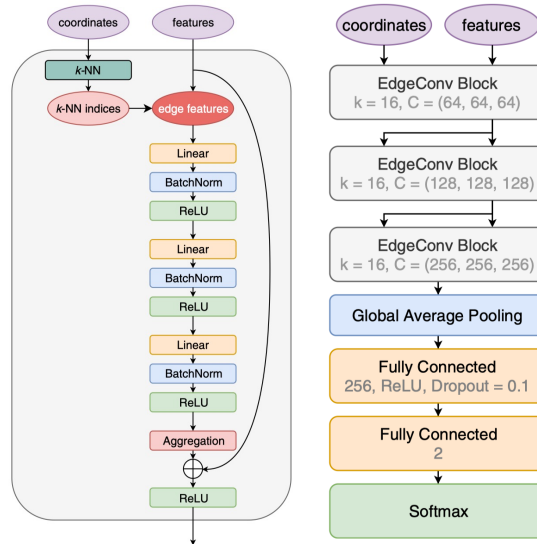 coordinates
features
k-NN
k-NN indices
edge features
Linear
BatchNorm
ReLU
Linear
BatchNorm
ReLU
Linear
BatchNorm
ReLU
Aggregation
ReLU
coordinates
features
EdgeConv Block
k = 16, C = (64, 64, 64)
EdgeConv Block
k = 16, C = (128, 128, 128)
EdgeConv Block
k = 16, C = (256, 256, 256)
Global Average Pooling
Fully Connected
256, ReLU, Dropout = 0.1
Fully Connected
2
Softmax